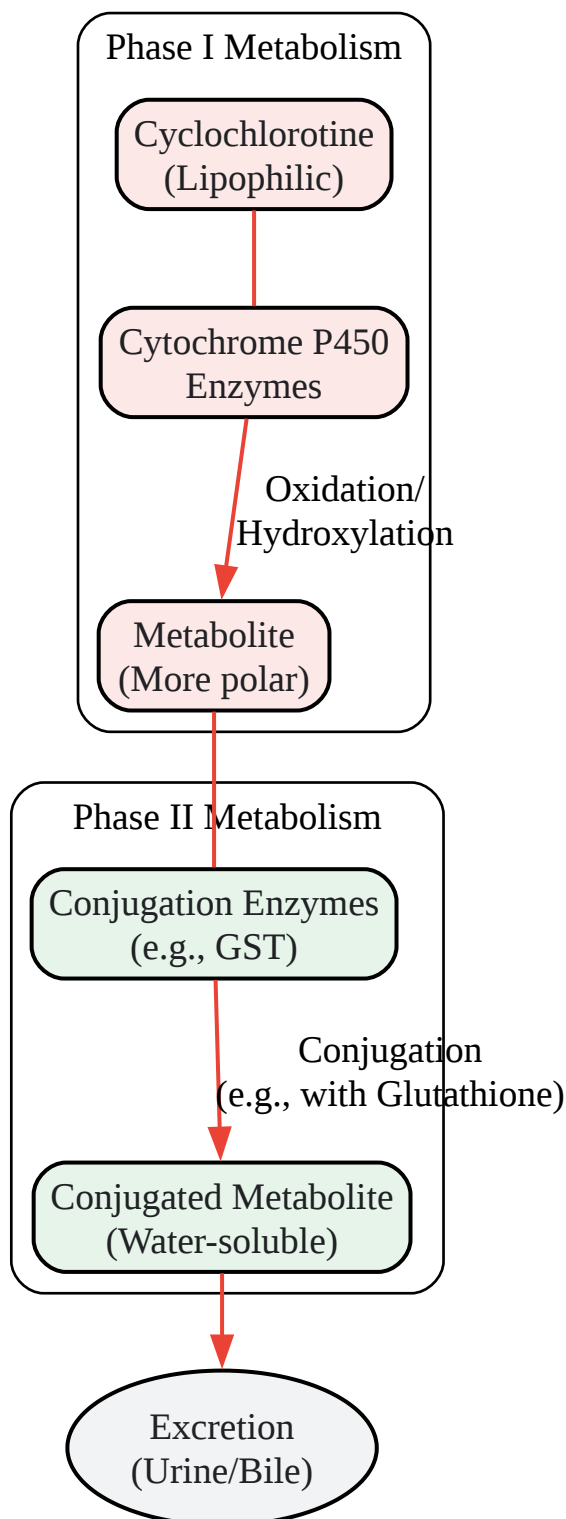 Phase I Metabolism
Cyclochlorotine
(Lipophilic)
Cytochrome P450
Enzymes
Oxidation/
Hydroxylation
Metabolite
(More polar)
Phase II Metabolism
Conjugation Enzymes
(e.g., GST)
Conjugation
(e.g., with Glutathione)
Conjugated Metabolite
(Water-soluble)
Excretion
(Urine/Bile)